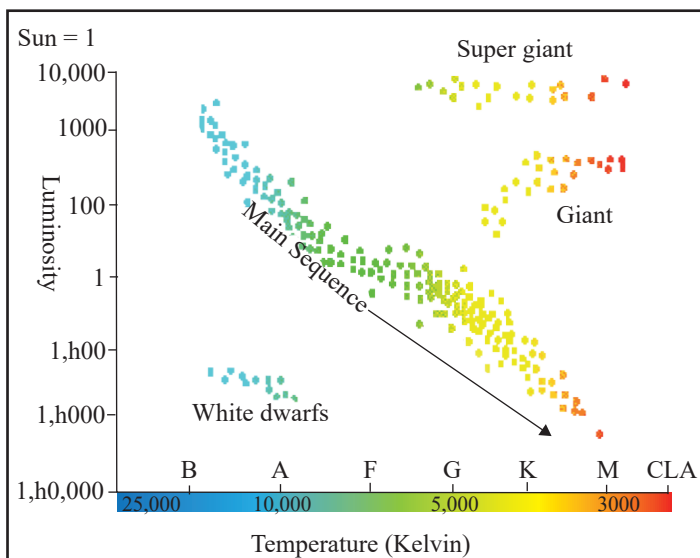 Sun = 1
Super giant
10,000
1000
Luminosity
100
Giant
Main Sequence
1
1,h00
White dwarfs
1,h000
B A F G K M CLA
1,h0,000
25,000 10,000 5,000 3000
Temperature (Kelvin)